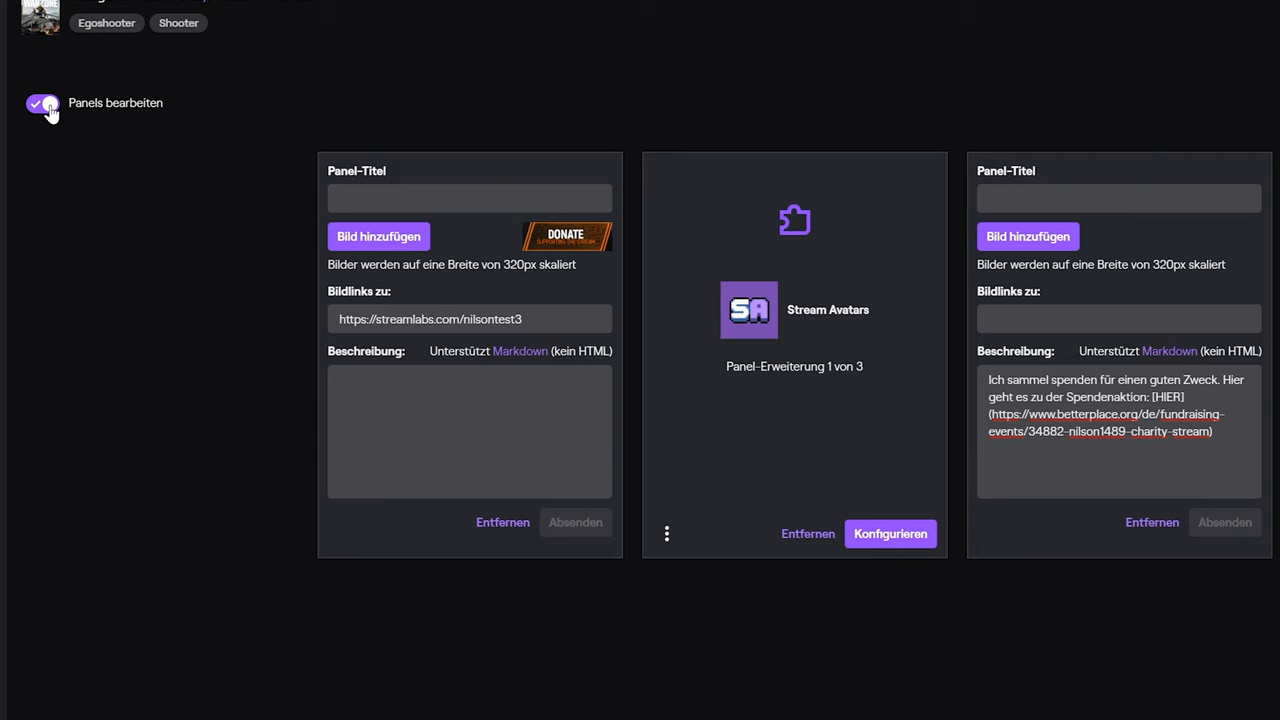 WARZONE
Egoshooter
Shooter
Panels bearbeiten
Panel-Titel
Bild hinzufügen
DONATE
SUPPORTING THE STREAM
Bilder werden auf eine Breite von 320px skaliert
Bildlinks zu:
https://streamlabs.com/nilsontest3
Beschreibung: Unterstützt Markdown (kein HTML)
Entfernen
Absenden
SA
Stream Avatars
Panel-Erweiterung 1 von 3
Entfernen
Konfigurieren
Panel-Titel
Bild hinzufügen
Bilder werden auf eine Breite von 320px skaliert
Bildlinks zu:
Beschreibung: Unterstützt Markdown (kein HTML)
Ich sammel spenden für einen guten Zweck. Hier
geht es zu der Spendenaktion: [HIER]
(https://www.betterplace.org/de/fundraising-
events/34882-nilson1489-charity-stream)
Entfernen
Absenden